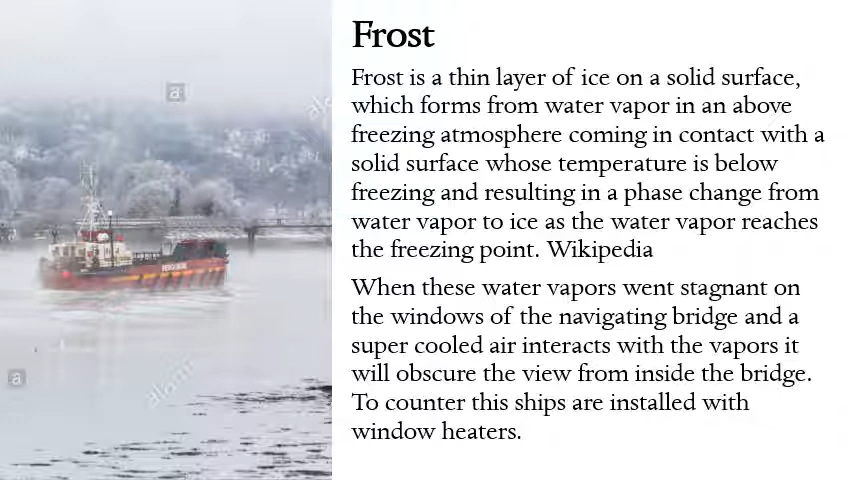 Frost
Frost is a thin layer of ice on a solid surface,
which forms from water vapor in an above
freezing atmosphere coming in contact with a
solid surface whose temperature is below
freezing and resulting in a phase change from
water vapor to ice as the water vapor reaches
the freezing point. Wikipedia
When these water vapors went stagnant on
the windows of the navigating bridge and a
super cooled air interacts with the vapors it
will obscure the view from inside the bridge.
To counter this ships are installed with
window heaters.
a
a
alamy